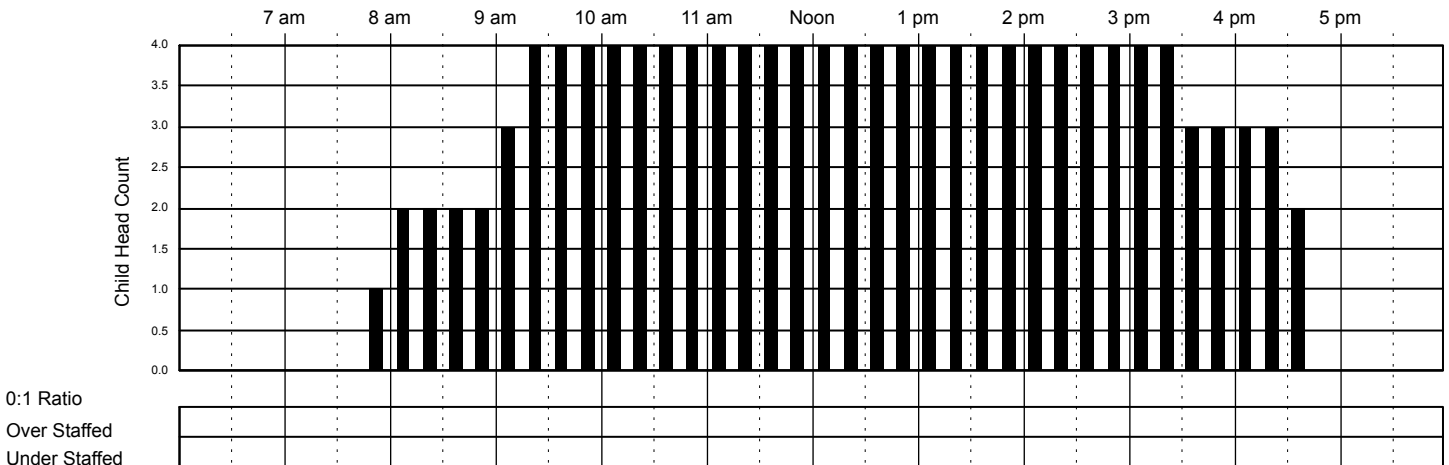 7 am 8 am 9 am 10 am 11 am Noon 1 pm 2 pm 3 pm 4 pm 5 pm
4.0
3.5
3.0
2.5
2.0
1.5
1.0
0.5
0.0
Child Head Count
0:1 Ratio
Over Staffed
Under Staffed